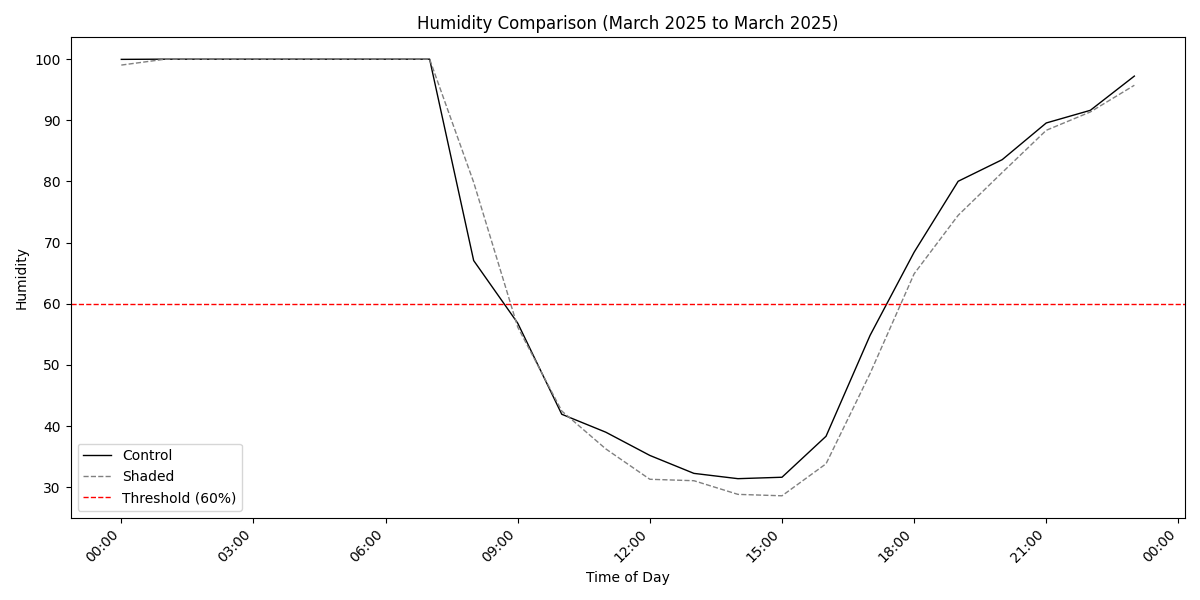 Humidity Comparison (March 2025 to March 2025)
Humidity
100
90
80
70
60
50
40
30
Control
Shaded
Threshold (60%)
00:00
03:00
06:00
09:00
12:00
15:00
18:00
21:00
00:00
Time of Day